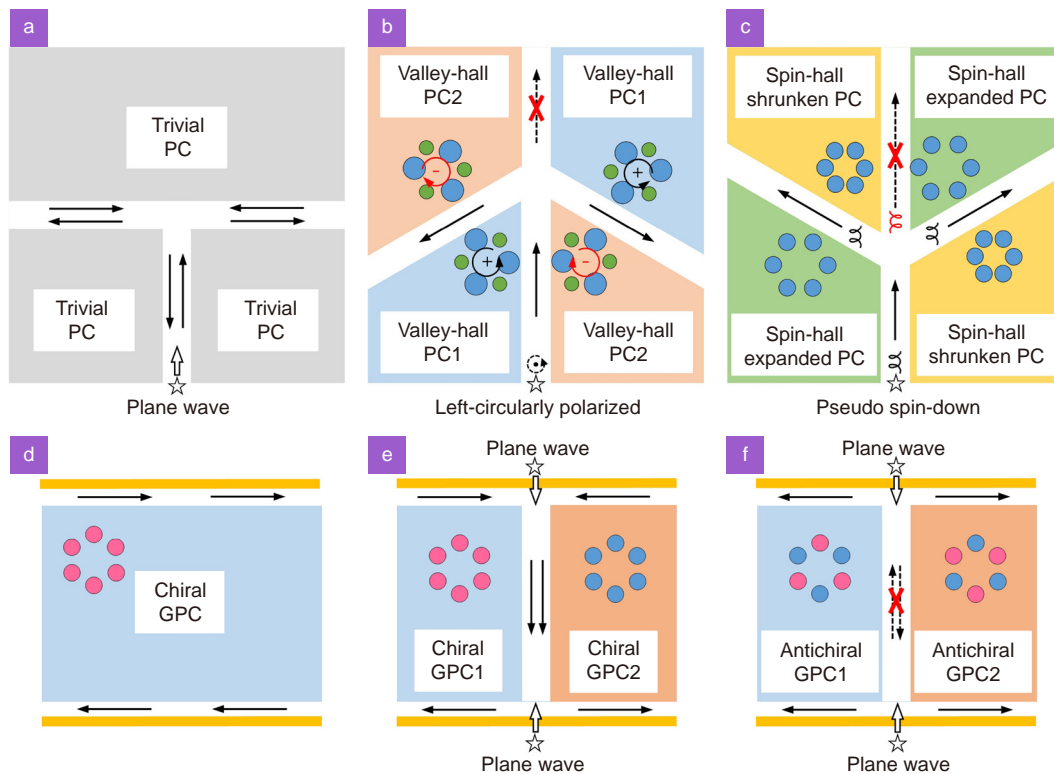 a
Trivial
PC
Trivial
PC
Trivial
PC
Plane wave
b
Valley-hall
PC2
Valley-hall
PC1
-
+
+
-
Valley-hall
PC1
Valley-hall
PC2
Left-circularly polarized
c
Spin-hall
shrunken PC
Spin-hall
expanded PC
Spin-hall
expanded PC
Spin-hall
shrunken PC
Pseudo spin-down
d
Chiral
GPC
e
Plane wave
Chiral
GPC1
Chiral
GPC2
Plane wave
f
Plane wave
Antichiral
GPC1
Antichiral
GPC2
Plane wave